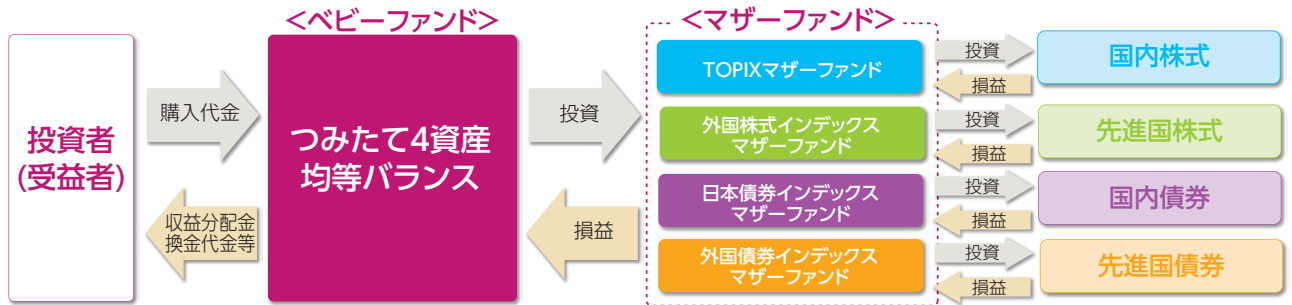 <ベビーファンド>
<マザーファンド>
投資者
(受益者)
購入代金
収益分配金
換金代金等
つみたて4資産
均等バランス
投資
損益
TOPIXマザーファンド
投資
損益
国内株式
外国株式インデックス
マザーファンド
投資
損益
先進国株式
日本債券インデックス
マザーファンド
投資
損益
国内債券
外国債券インデックス
マザーファンド
投資
損益
先進国債券